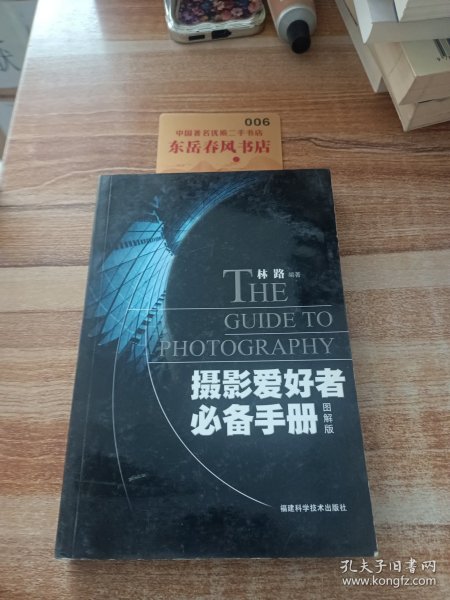 006
中国著名优质二手书店
东岳春风书店
林路 编著
THE
GUIDE TO
PHOTOGRAPHY
摄影爱好者
必备手册
图解版
福建科学技术出版社
孔夫子旧书网
www.kongfz.com